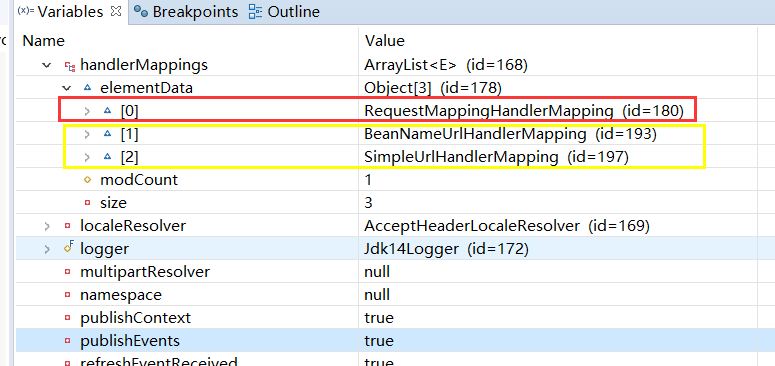 (x)= Variables Breakpoints Outline
Name Value
handlerMappings ArrayList<E> (id=168)
elementData Object[3] (id=178)
[0] RequestMappingHandlerMapping (id=180)
[1] BeanNameUrlHandlerMapping (id=193)
[2] SimpleUrlHandlerMapping (id=197)
modCount 1
size 3
localeResolver AcceptHeaderLocaleResolver (id=169)
logger Jdk14Logger (id=172)
multipartResolver null
namespace null
publishContext true
publishEvents true
refreshEventReceived true